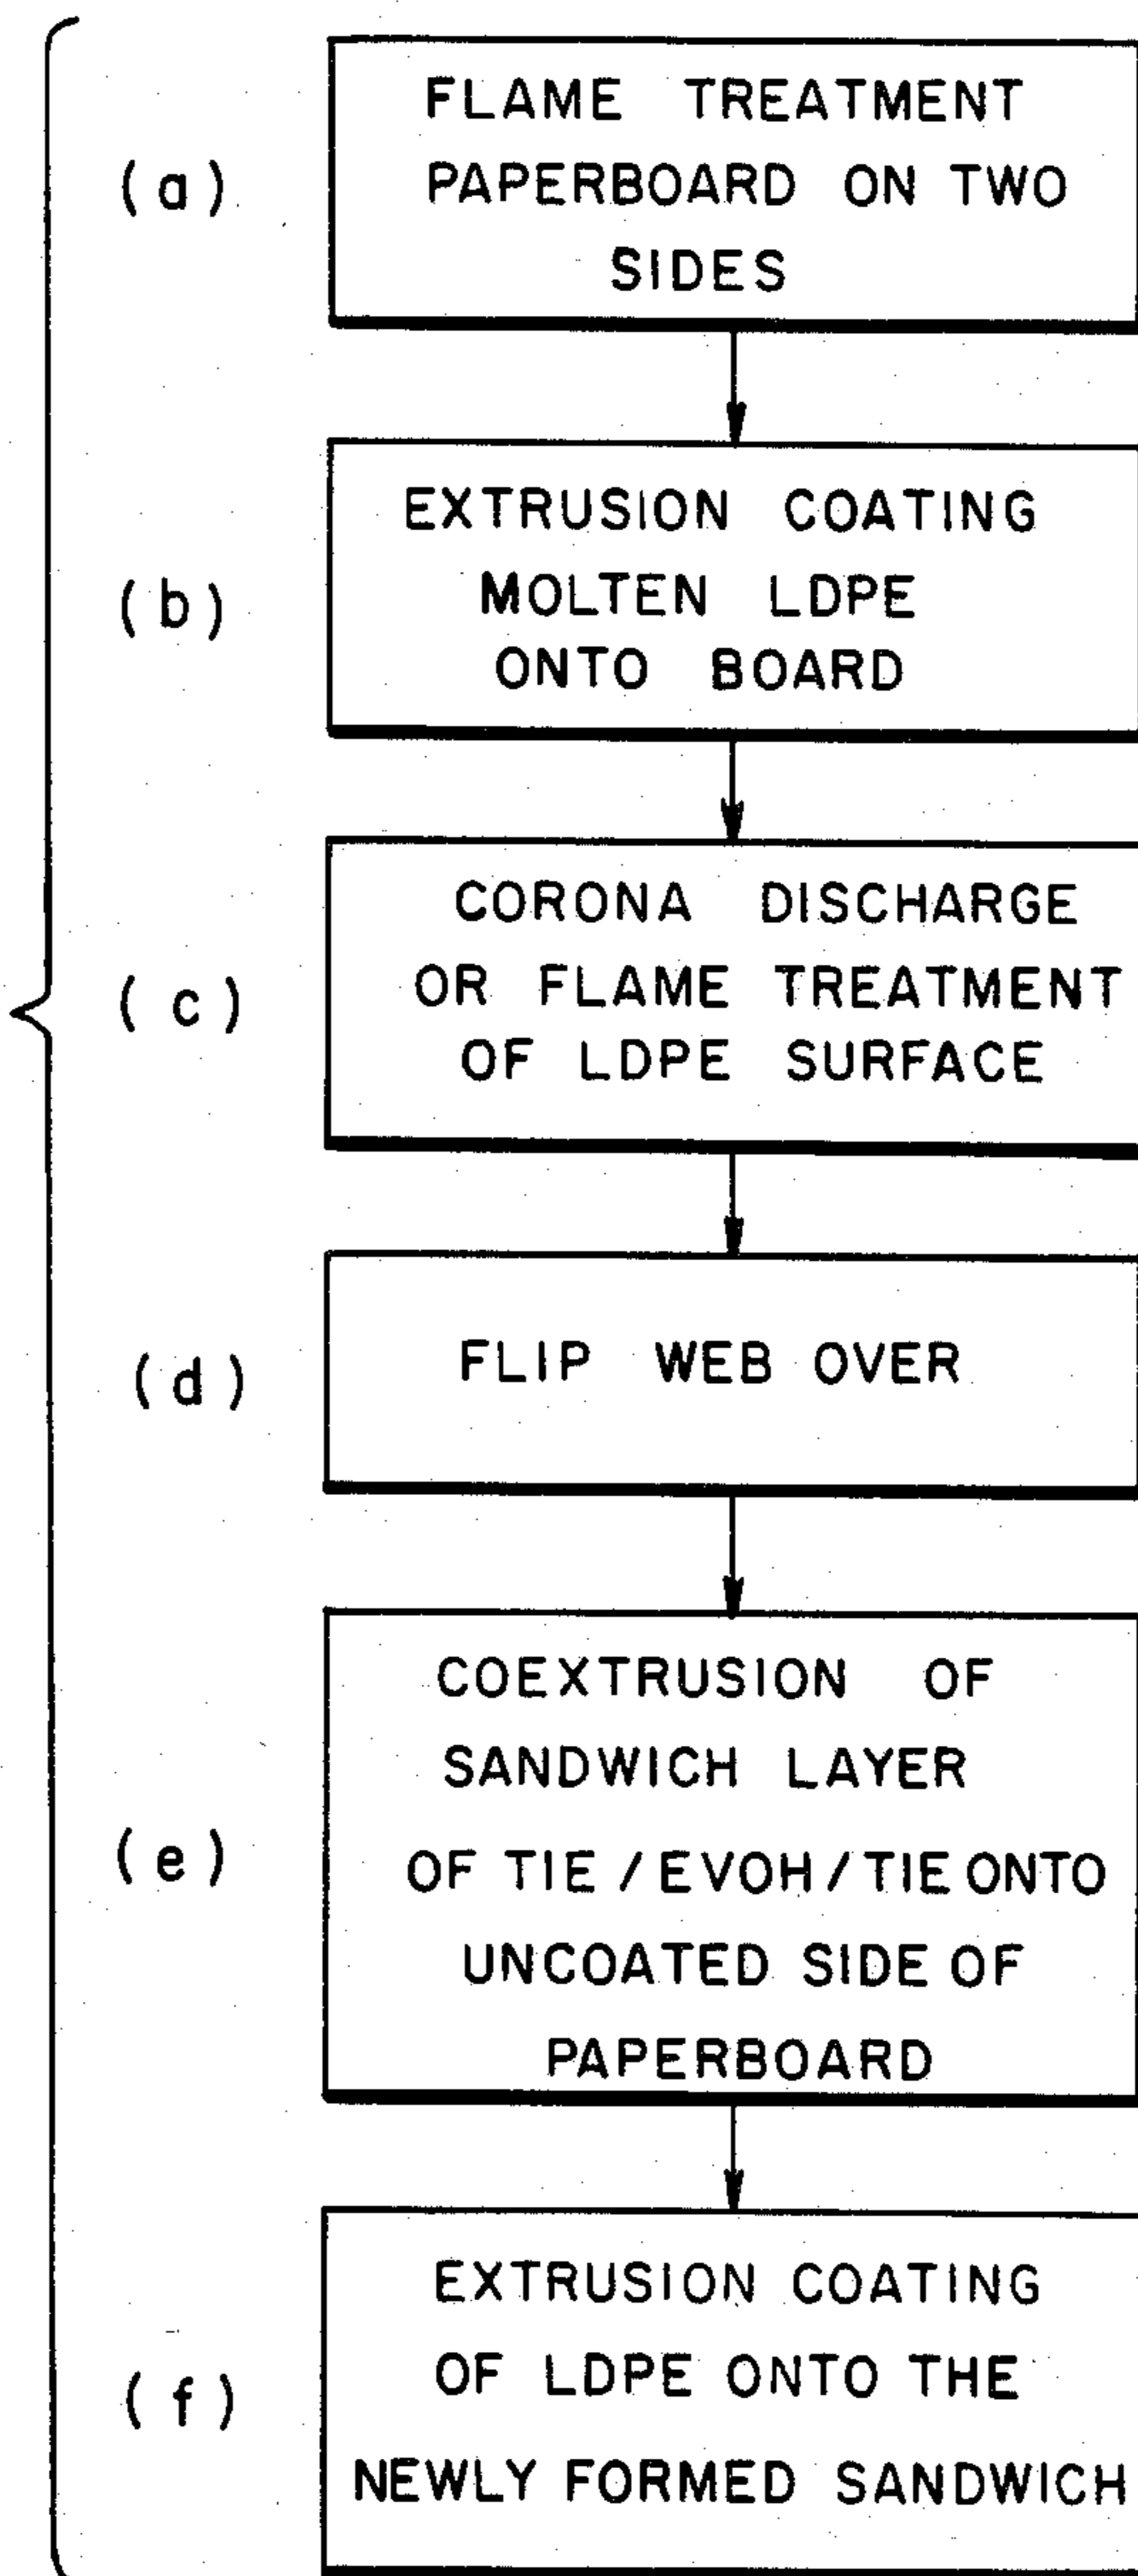 (a)
FLAME TREATMENT
PAPERBOARD ON TWO
SIDES
(b)
EXTRUSION COATING
MOLTEN LDPE
ONTO BOARD
(c)
CORONA DISCHARGE
OR FLAME TREATMENT
OF LDPE SURFACE
(d)
FLIP WEB OVER
(e)
COEXTRUSION OF
SANDWICH LAYER
OF TIE / EVOH / TIE ONTO
UNCOATED SIDE OF
PAPERBOARD
(f)
EXTRUSION COATING
OF LDPE ONTO THE
NEWLY FORMED SANDWICH